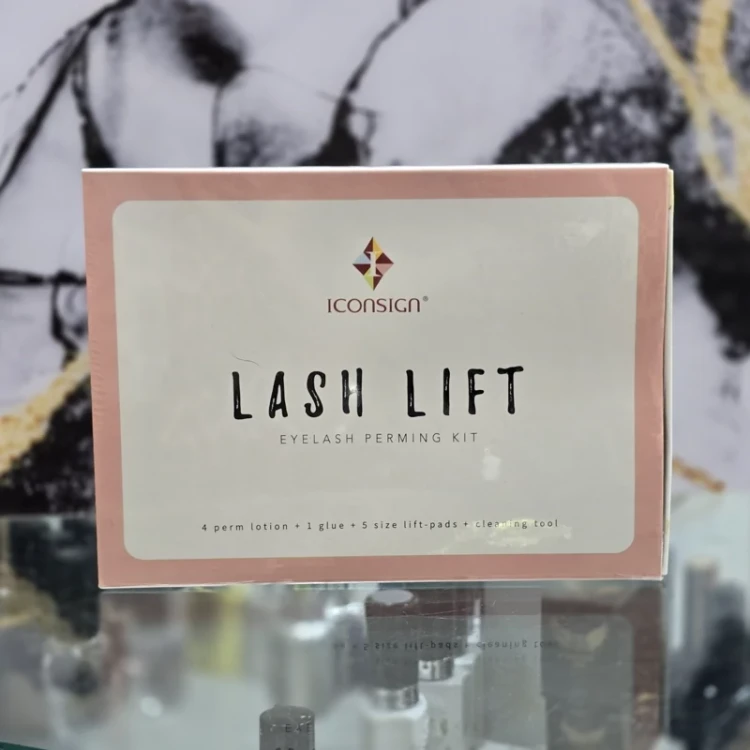 ICONSIGN®
LASH LIFT
EYELASH PERMING KIT
4 perm lotion + 1 glue + 5 size lift-pads + cleaning tool